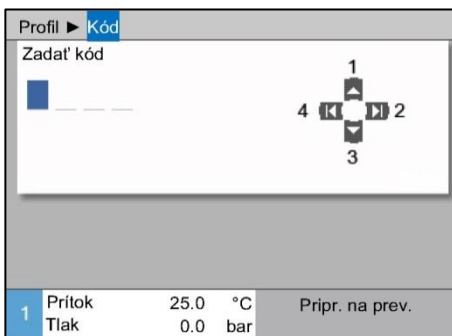 Profil ► Kód
Zadať kód
1
4 2
3
1
Prítok 25.0 °C
Tlak 0.0 bar
Pripr. na prev.